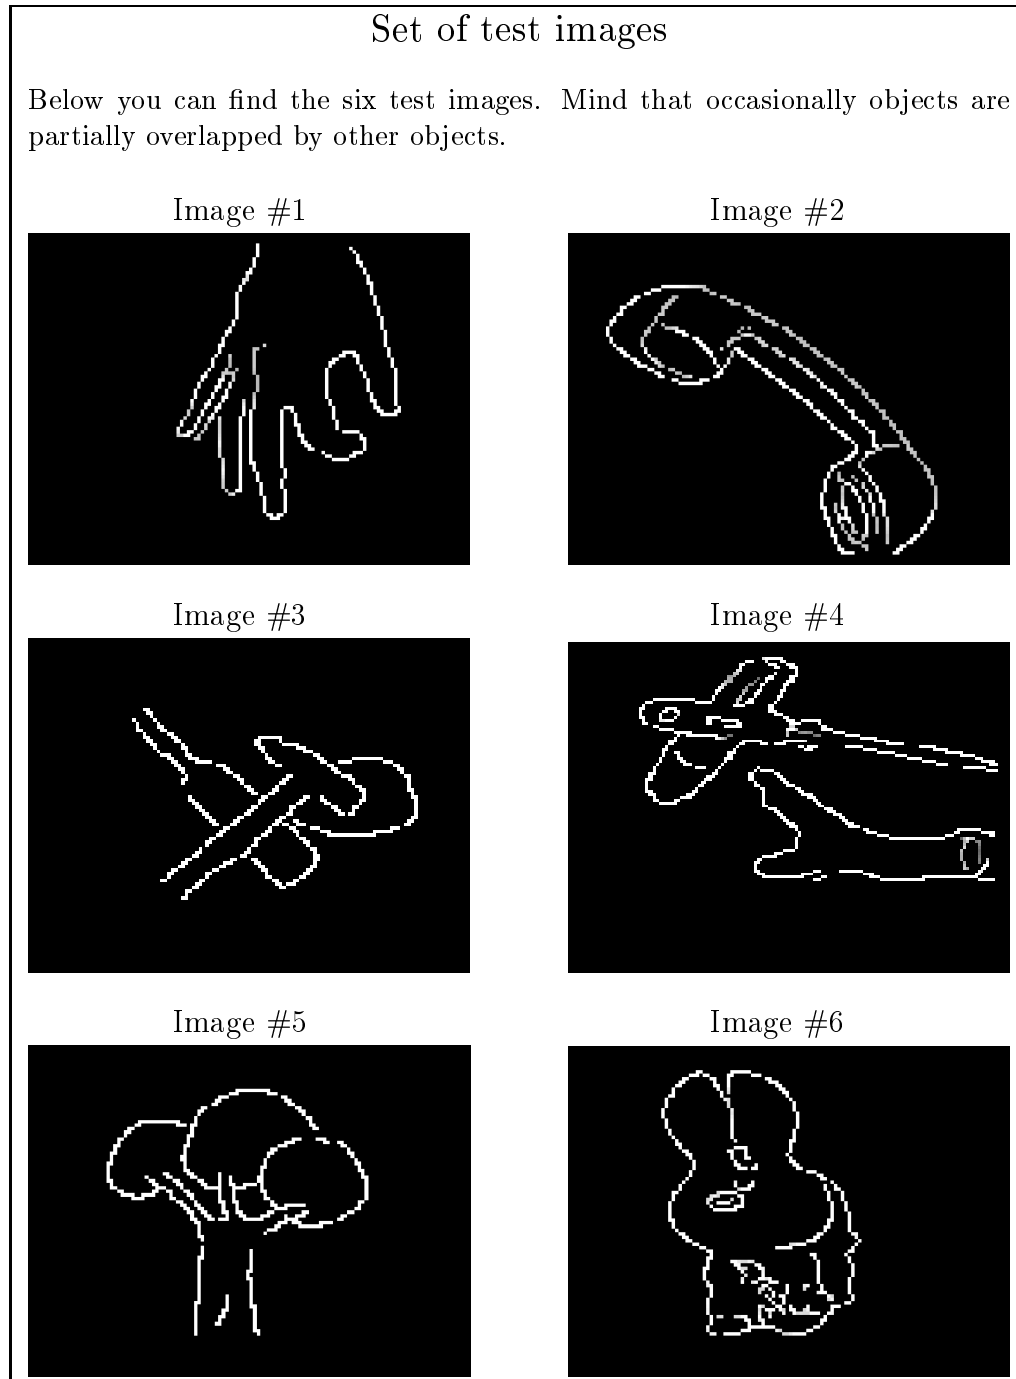 Set of test images
Below you can find the six test images. Mind that occasionally objects are
partially overlapped by other objects.
Image #1
Image #2
Image #3
Image #4
Image #5
Image #6